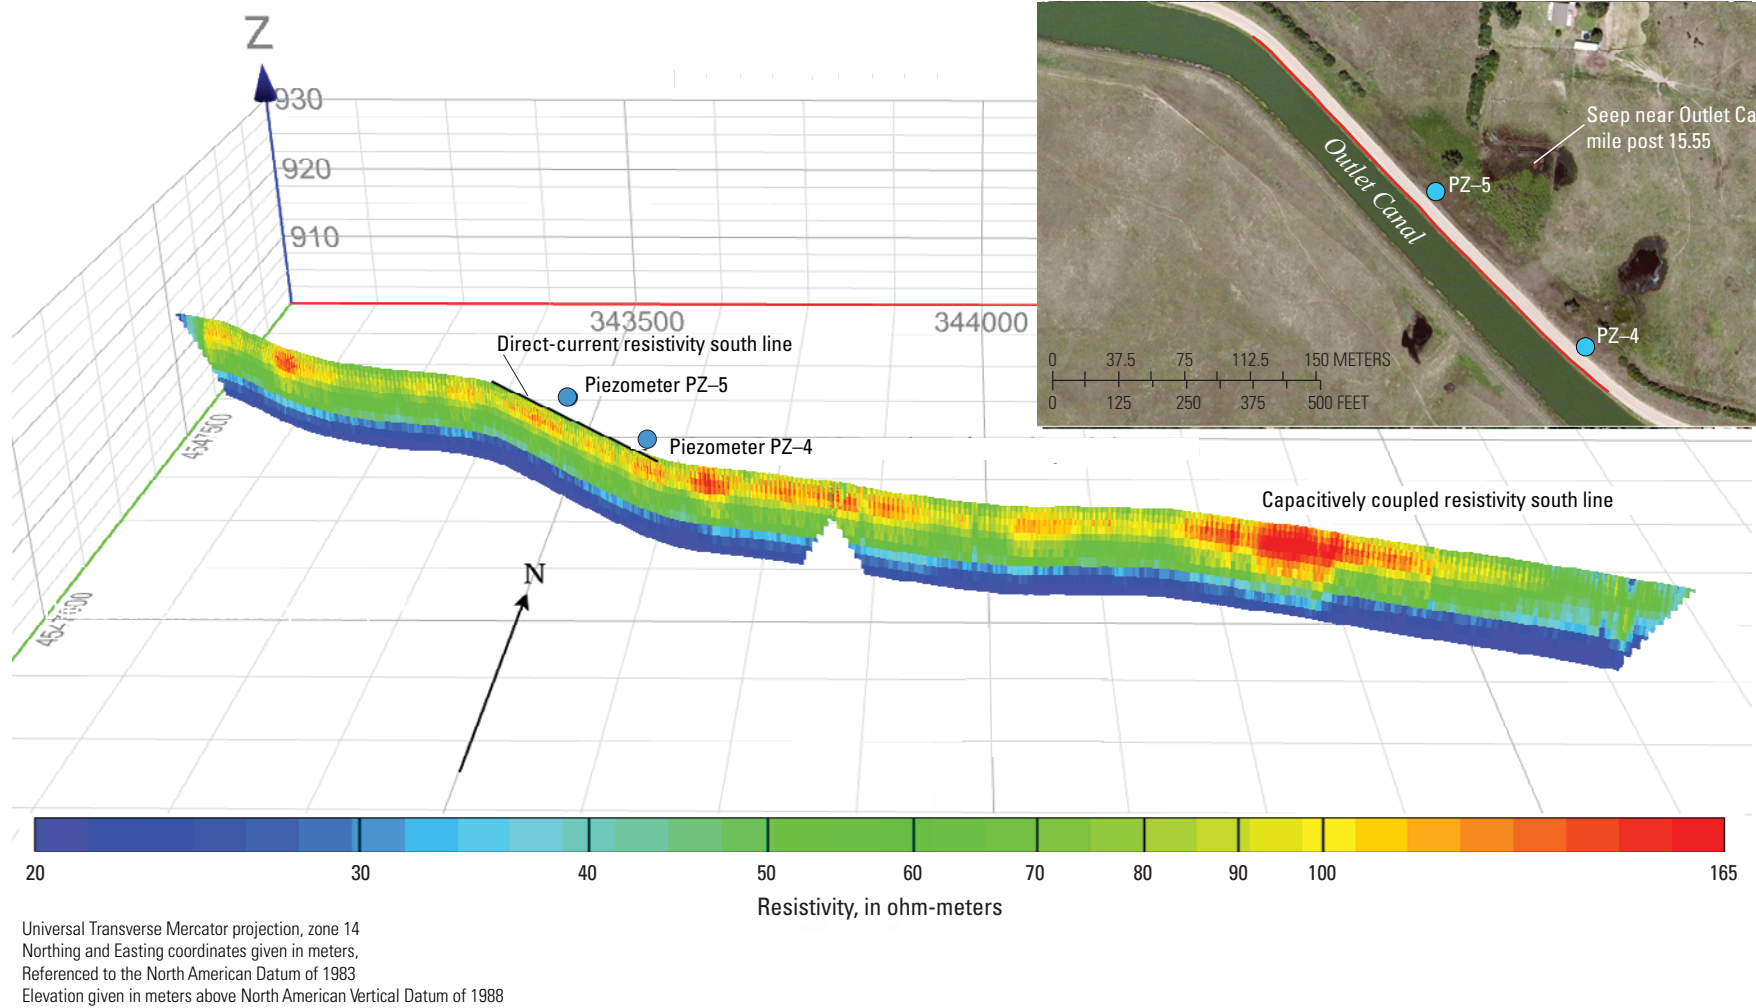 Z
930
920
910
343500
344000
4547500
Direct-current resistivity south line
Piezometer PZ–5
Piezometer PZ–4
Capacitively coupled resistivity south line
N
Seep near Outlet Ca
mile post 15.55
PZ–5
Outlet Canal
PZ–4
0 37.5 75 112.5 150 METERS
0 125 250 375 500 FEET
20 30 40 50 60 70 80 90 100 165
Resistivity, in ohm-meters
Universal Transverse Mercator projection, zone 14
Northing and Easting coordinates given in meters,
Referenced to the North American Datum of 1983
Elevation given in meters above North American Vertical Datum of 1988